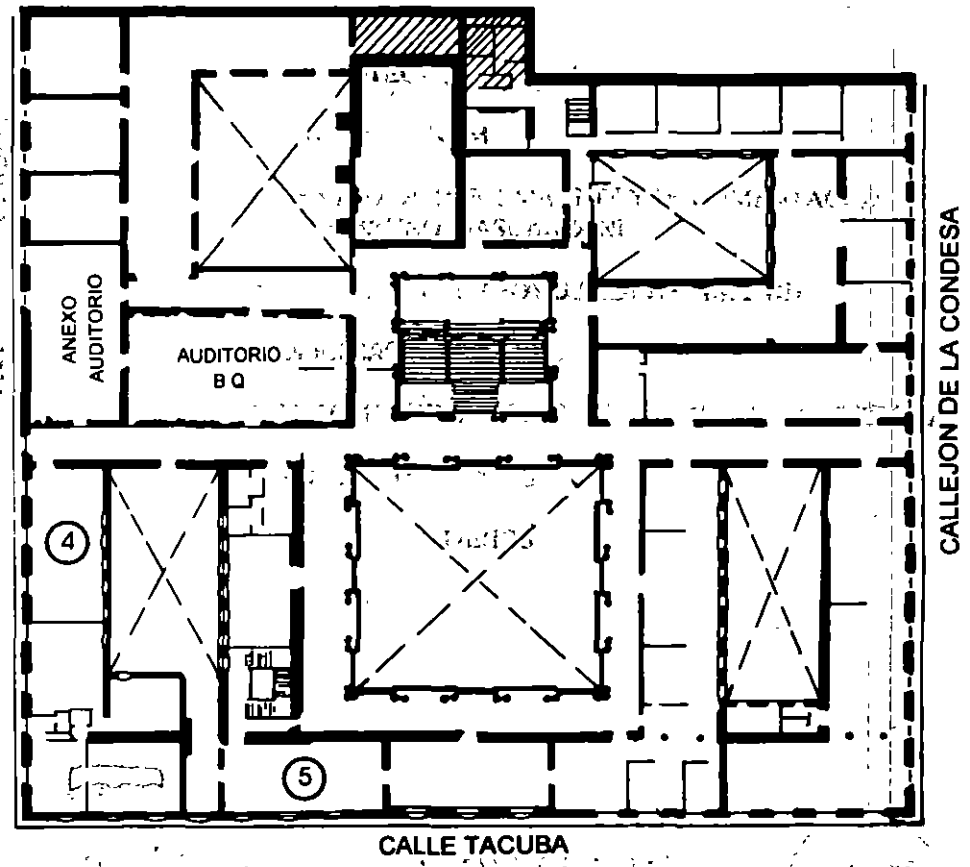 ANEXO
AUDITORIO
AUDITORIO
B Q
4
5
CALLEJON DE LA CONDESA
CALLE TACUBA